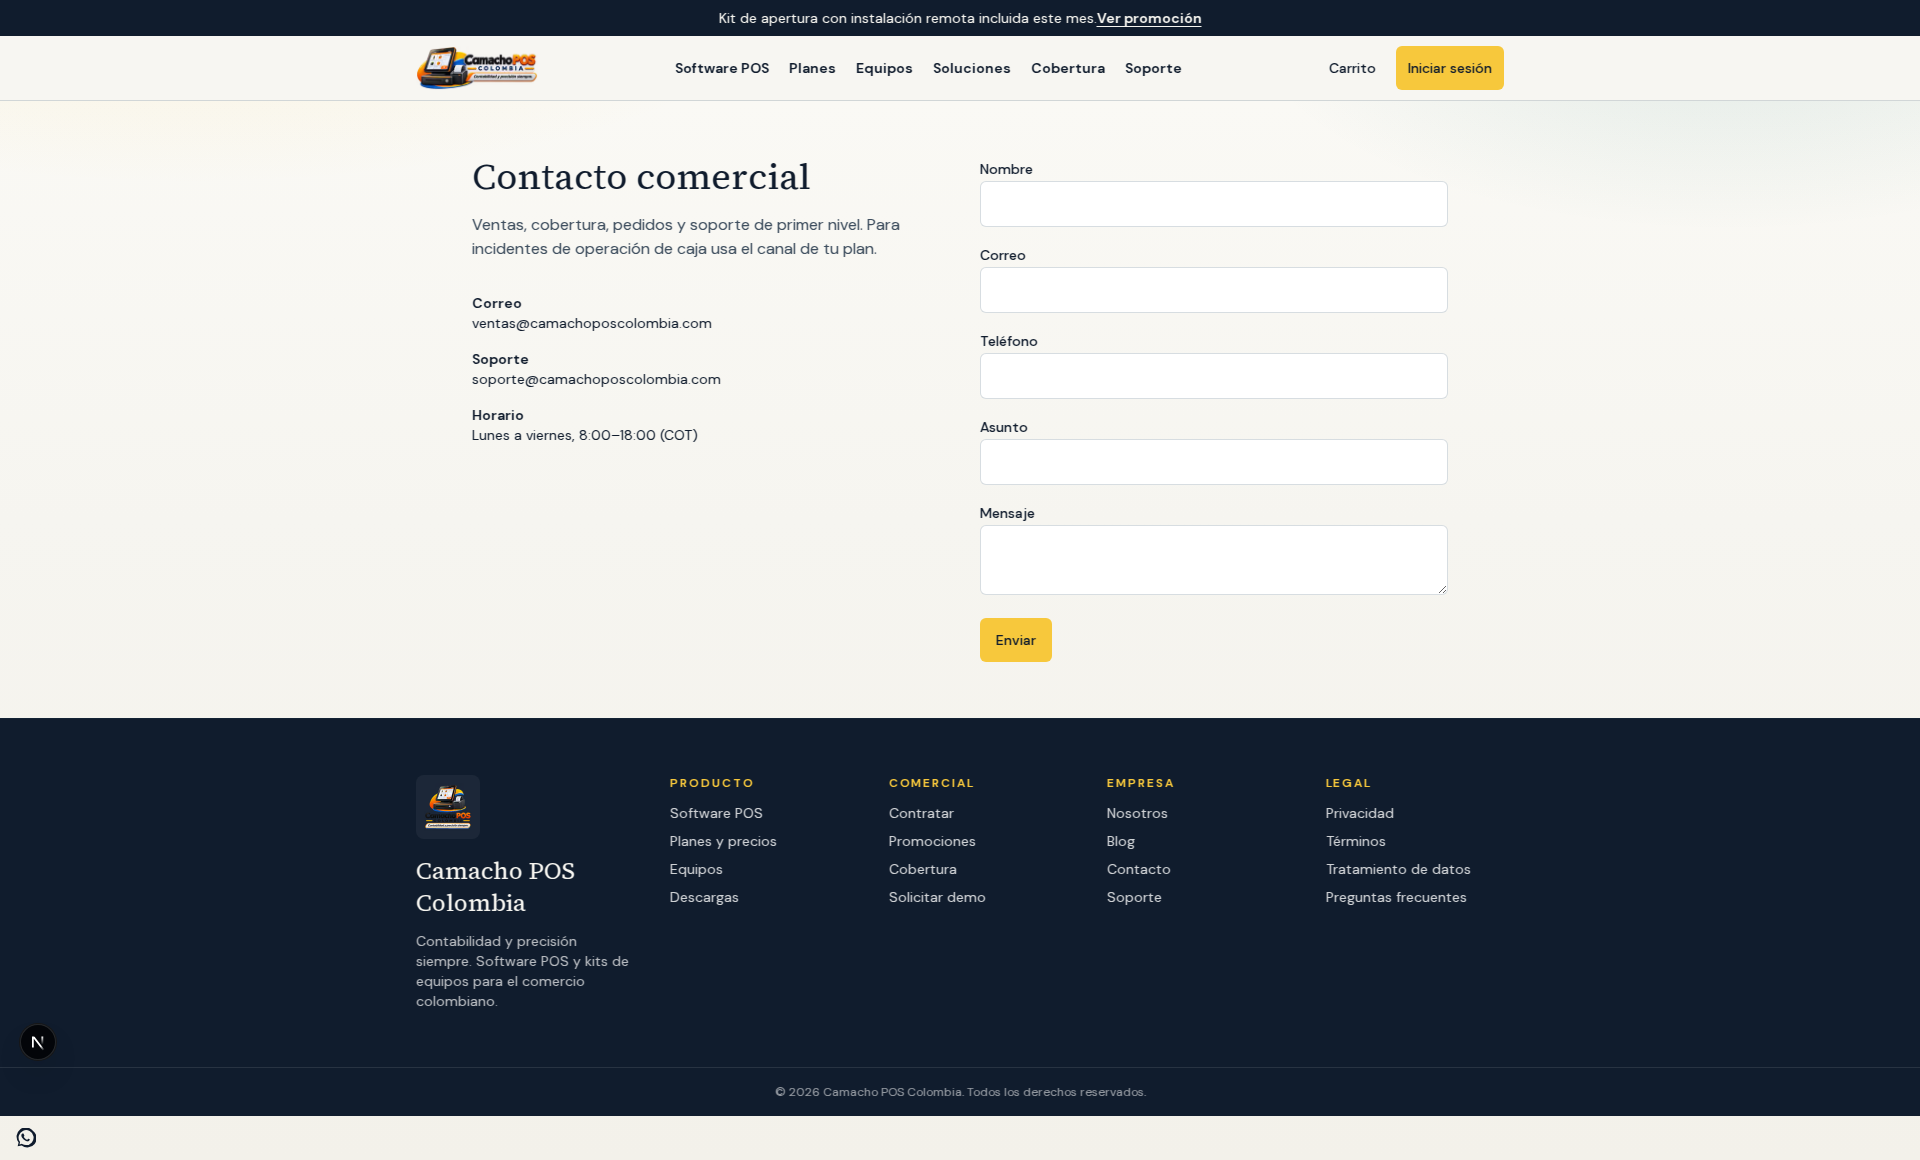 Kit de apertura con instalación remota incluida este mes.Ver promoción
CamachoPOS
COLOMBIA
Contabilidad y precisión siempre.
Software POS
Planes
Equipos
Soluciones
Cobertura
Soporte
Carrito
Iniciar sesión
Contacto comercial
Ventas, cobertura, pedidos y soporte de primer nivel. Para
incidentes de operación de caja usa el canal de tu plan.
Correo
ventas@camachoposcolombia.com
Soporte
soporte@camachoposcolombia.com
Horario
Lunes a viernes, 8:00–18:00 (COT)
Nombre
Correo
Teléfono
Asunto
Mensaje
Enviar
Camacho POS
Colombia
Contabilidad y precisión
siempre. Software POS y kits de
equipos para el comercio
colombiano.
PRODUCTO
Software POS
Planes y precios
Equipos
Descargas
COMERCIAL
Contratar
Promociones
Cobertura
Solicitar demo
EMPRESA
Nosotros
Blog
Contacto
Soporte
LEGAL
Privacidad
Términos
Tratamiento de datos
Preguntas frecuentes
N
© 2026 Camacho POS Colombia. Todos los derechos reservados.